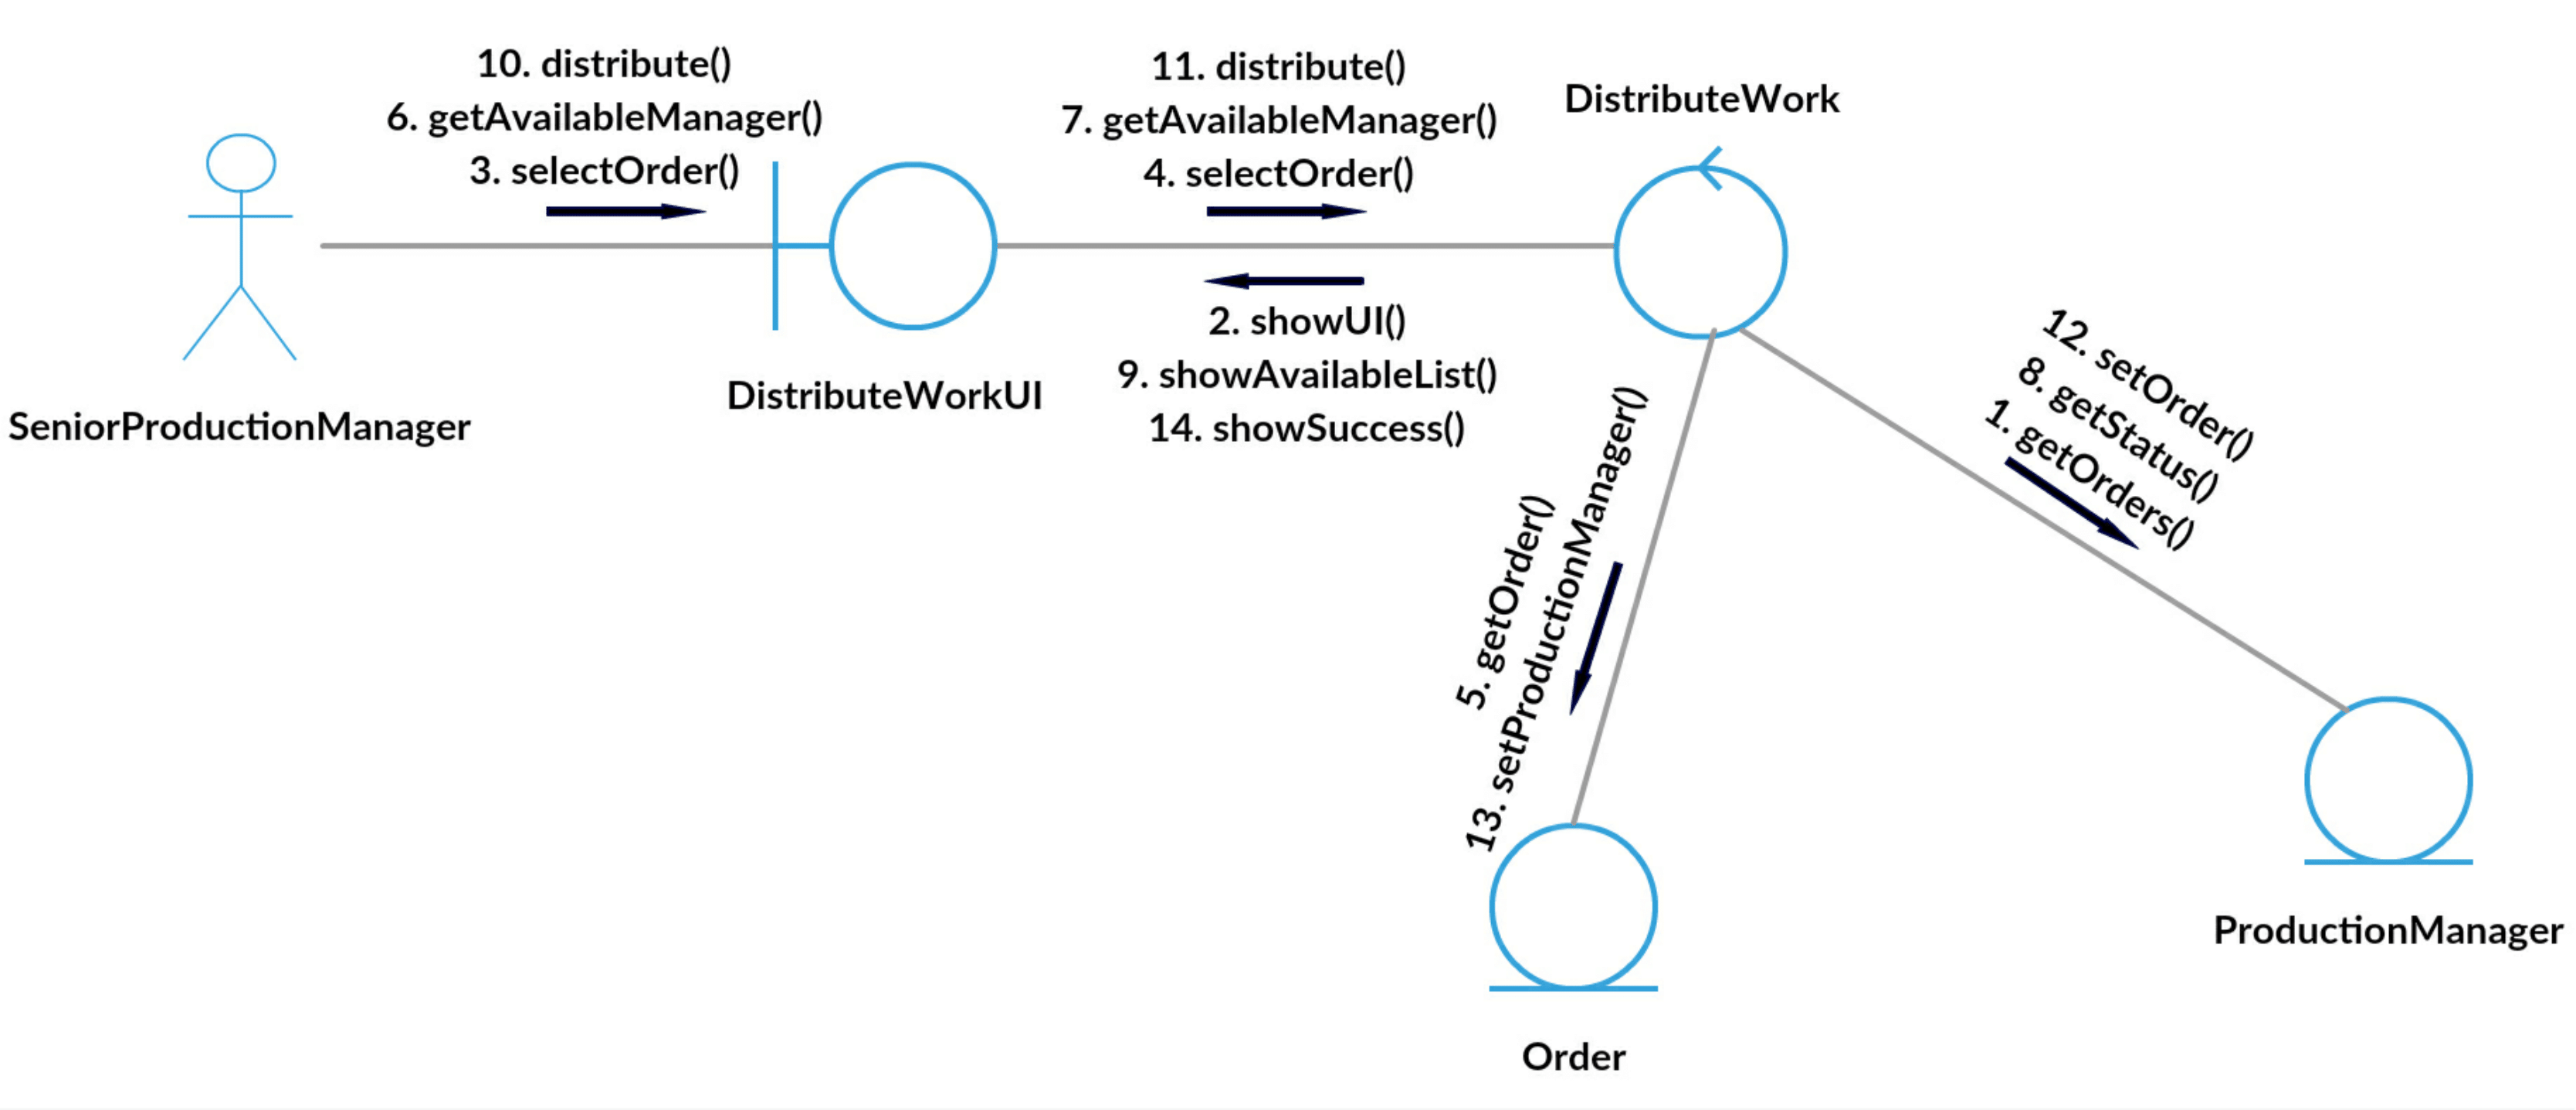 10. distribute()
6. getAvailableManager()
3. selectOrder()
11. distribute()
7. getAvailableManager()
4. selectOrder()
DistributeWork
SeniorProductionManager
DistributeWorkUI
2. showUI()
9. showAvailableList()
14. showSuccess()
12. setOrder()
8. getStatus()
1. getOrders()
5. getOrder()
13. setProductionManager()
ProductionManager
Order